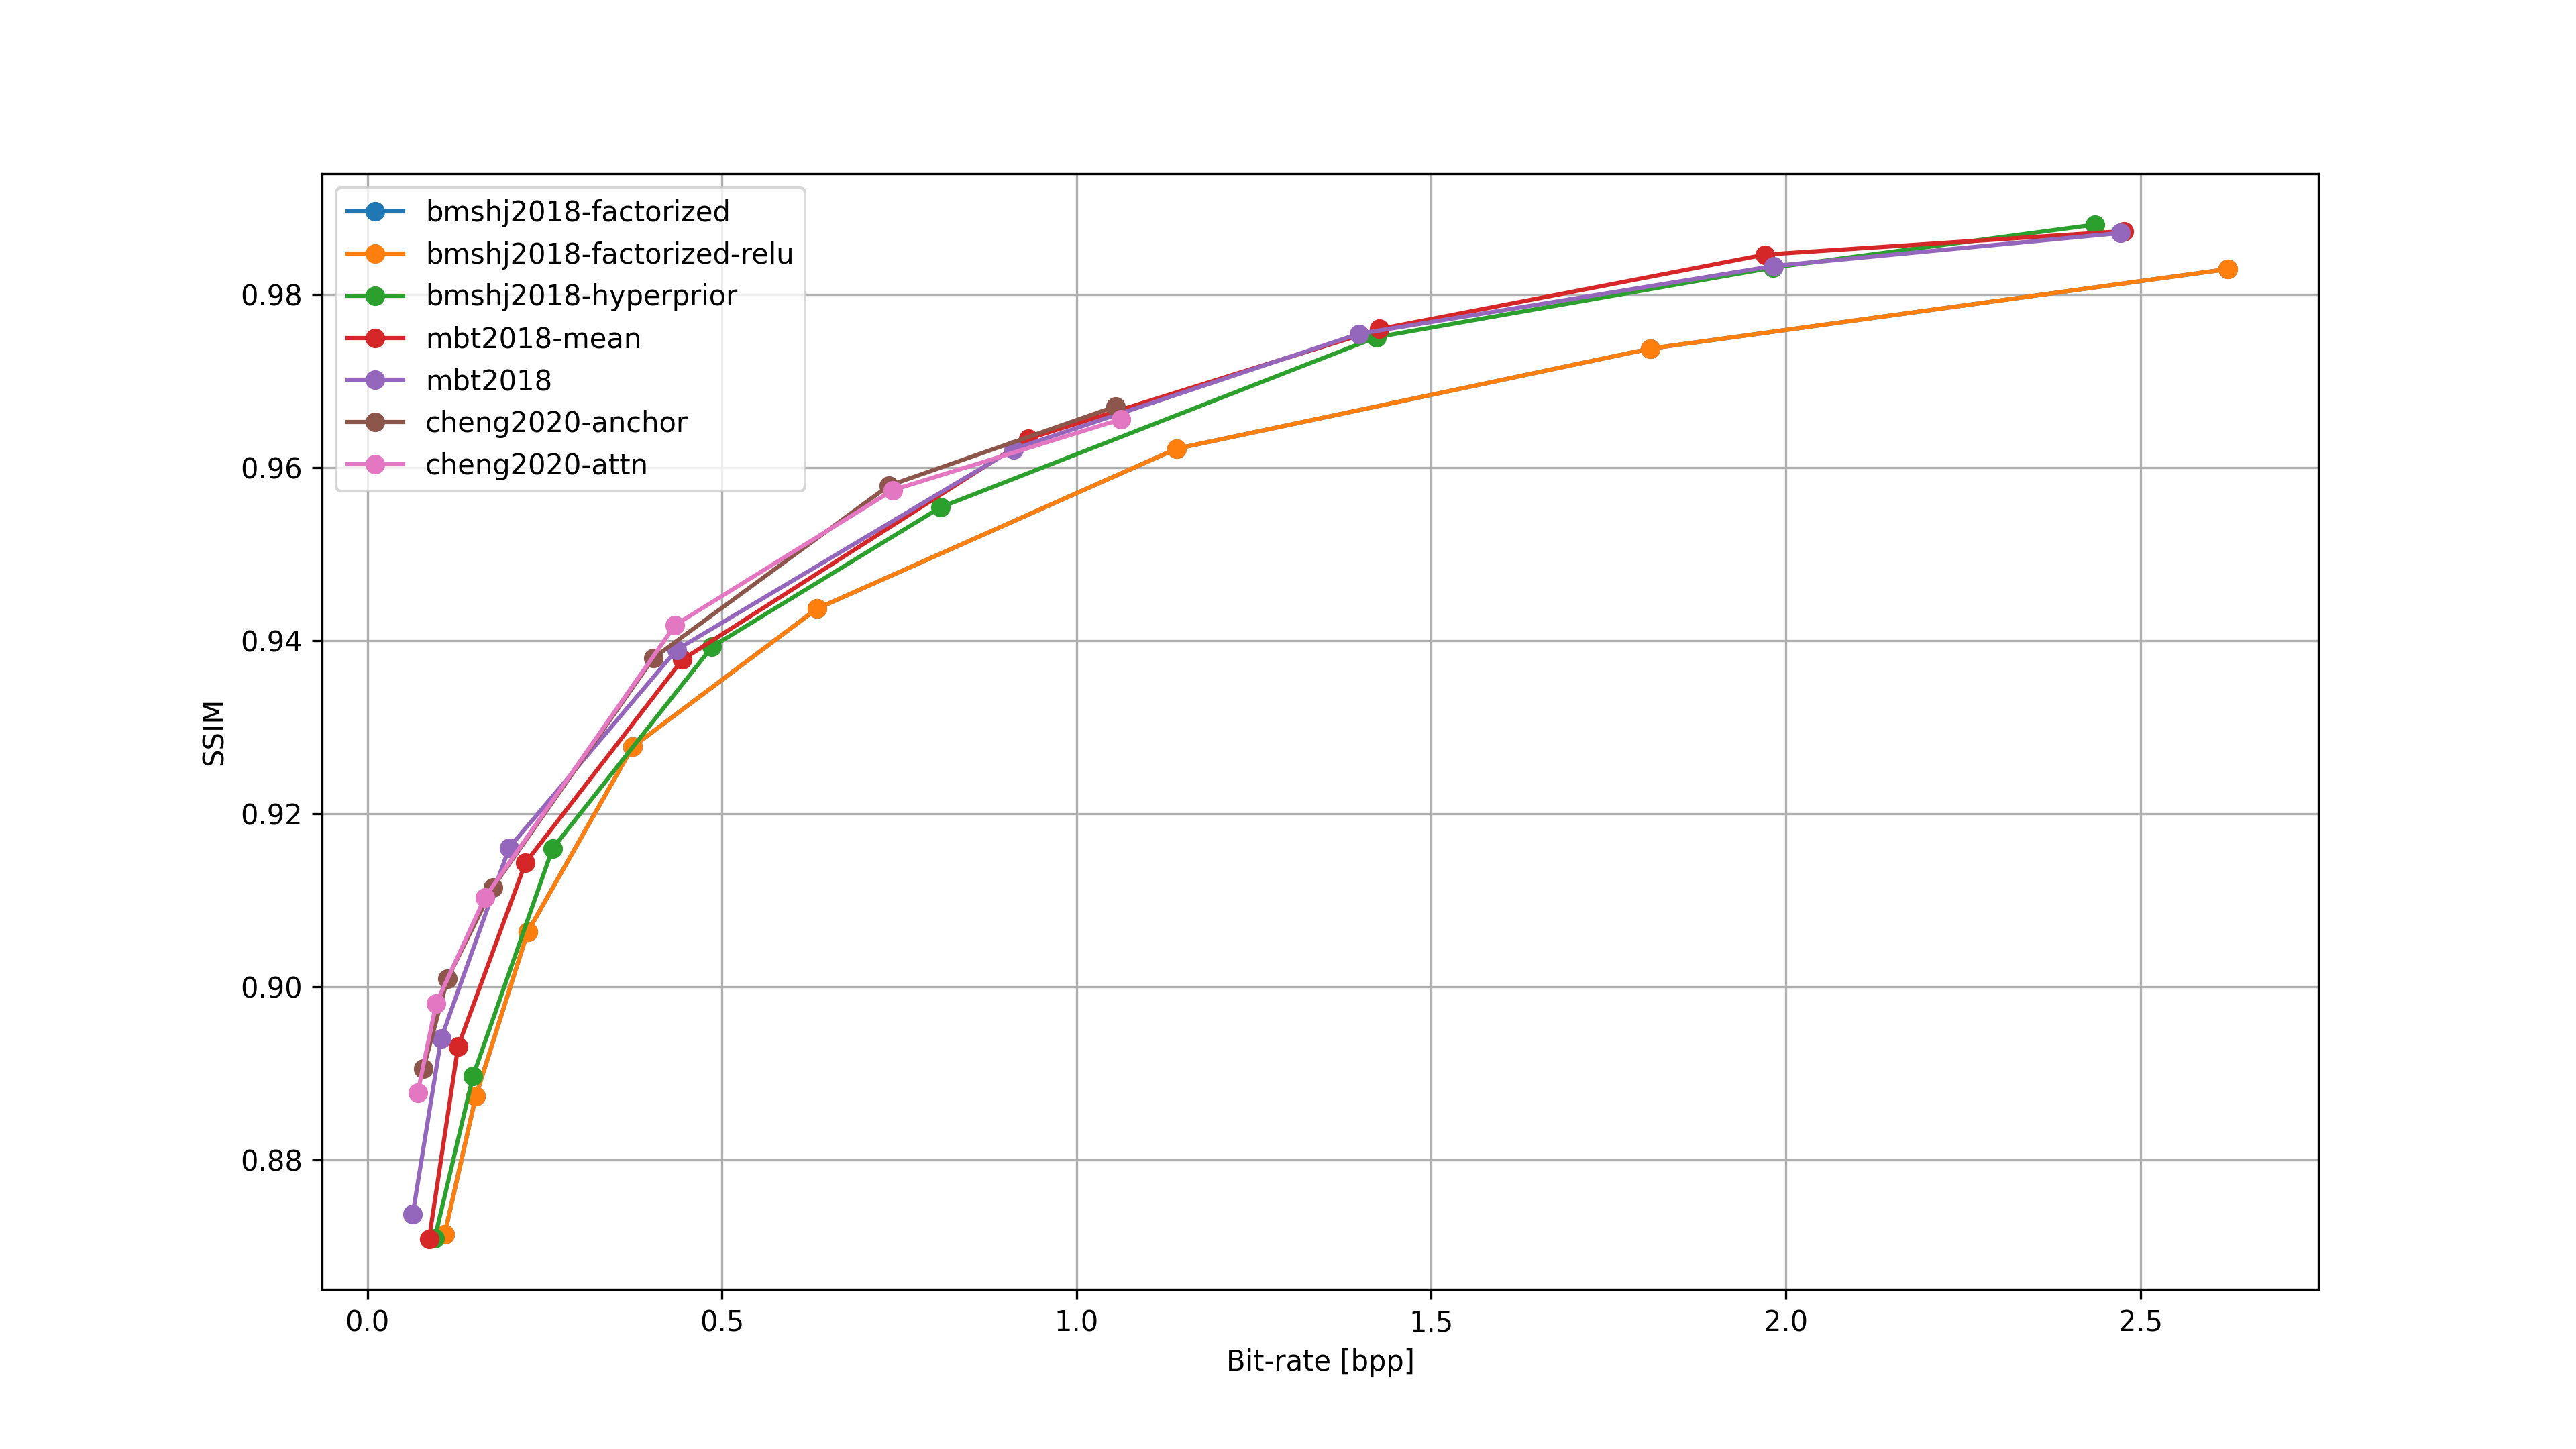 bmshj2018-factorized
bmshj2018-factorized-relu
bmshj2018-hyperprior
mbt2018-mean
mbt2018
cheng2020-anchor
cheng2020-attn
0.98
0.96
0.94
0.92
0.90
0.88
SSIM
0.0 0.5 1.0 1.5 2.0 2.5
Bit-rate [bpp]